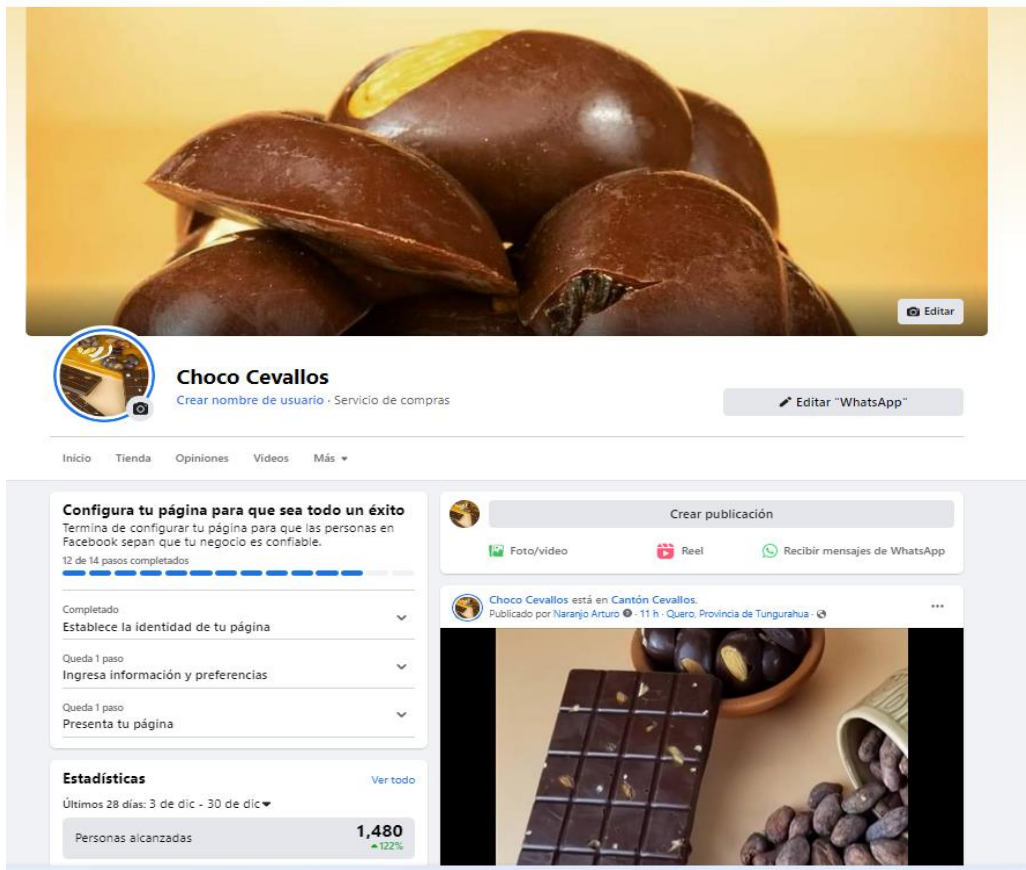 Editar
Choco Cevallos
Crear nombre de usuario · Servicio de compras
Editar "WhatsApp"
Inicio Tienda Opiniones Videos Más
Configura tu página para que sea todo un éxito
Termina de configurar tu página para que las personas en
Facebook sepan que tu negocio es confiable.
12 de 14 pasos completados
Completado
Establece la identidad de tu página
Queda 1 paso
Ingresa información y preferencias
Queda 1 paso
Presenta tu página
Estadísticas Ver todo
Últimos 28 días: 3 de dic - 30 de dic
Personas alcanzadas 1,480
122%
Crear publicación
Foto/video Reel Recibir mensajes de WhatsApp
Choco Cevallos está en Cantón Cevallos.
Publicado por Naranjo Arturo · 11 h · Quero, Provincia de Tungurahua ·